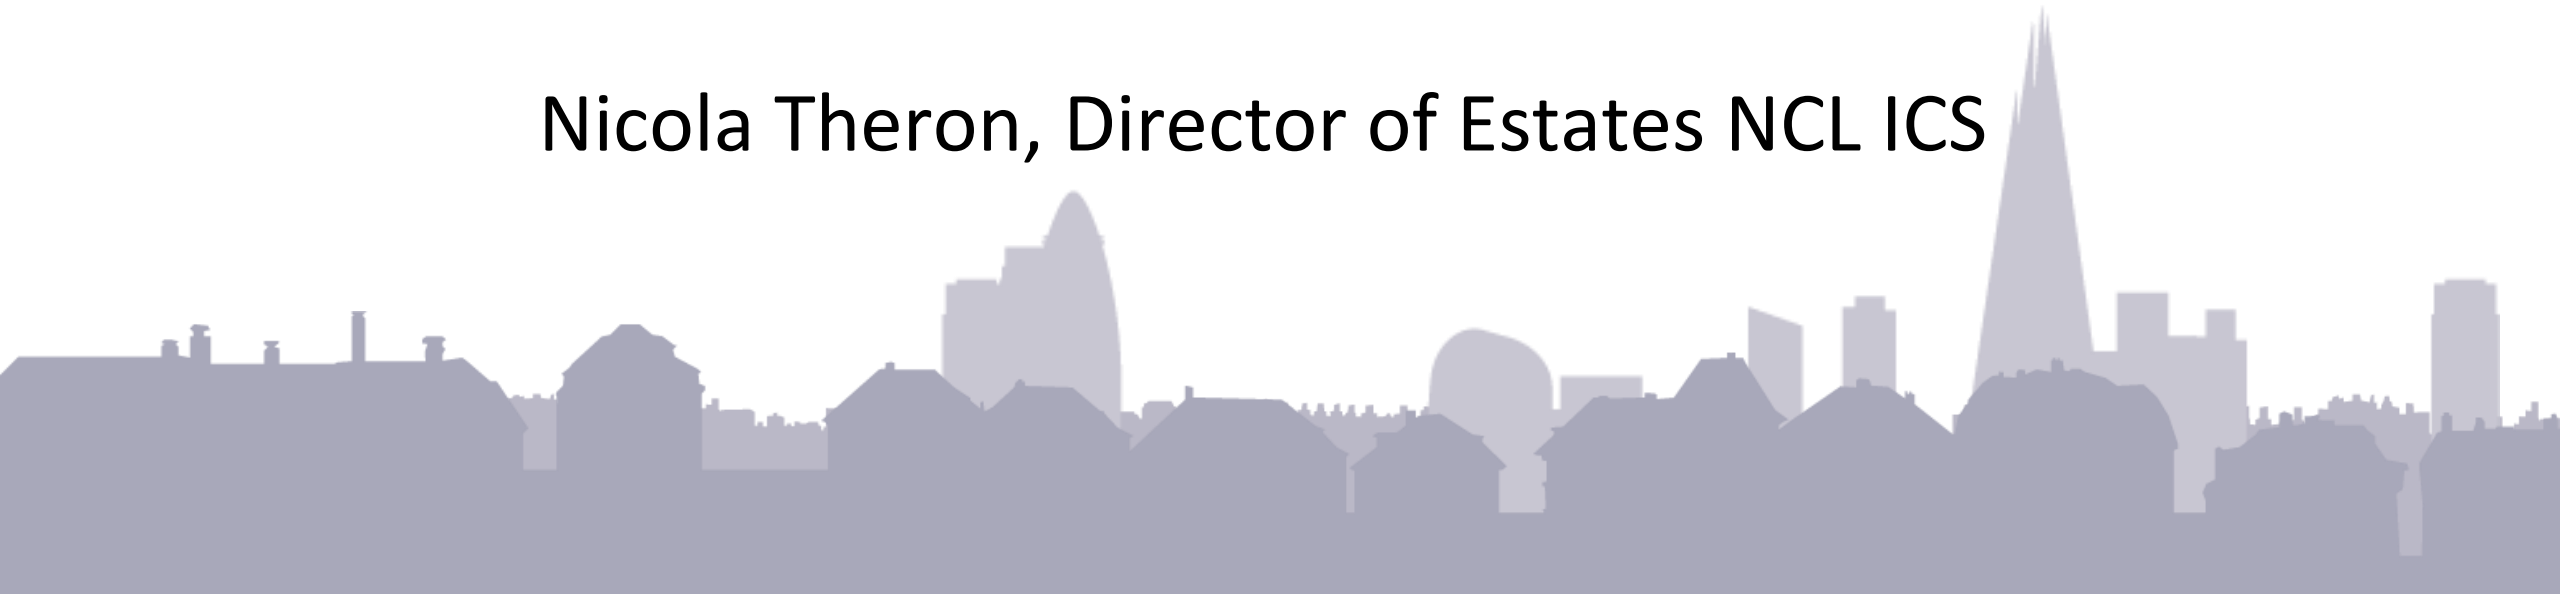 Nicola Theron, Director of Estates NCL ICS